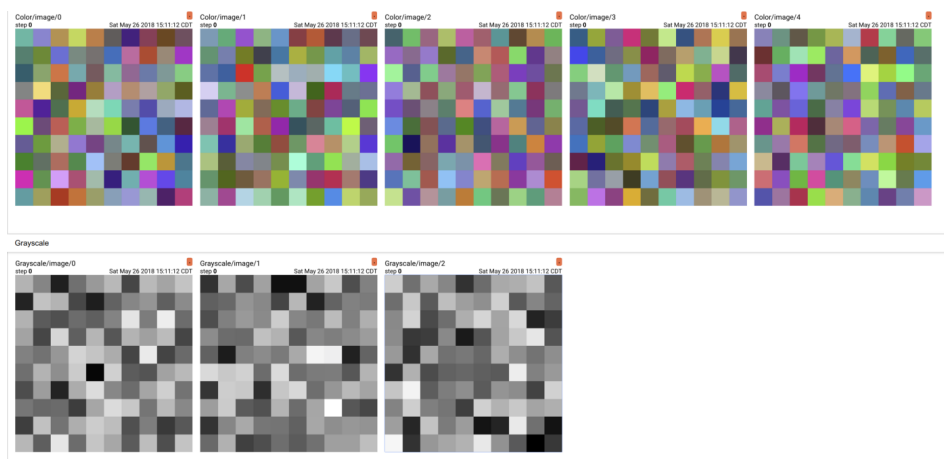 Color/image/0
step 0 Sat May 26 2018 15:11:12 CDT
Color/image/1
step 0 Sat May 26 2018 15:11:12 CDT
Color/image/2
step 0 Sat May 26 2018 15:11:12 CDT
Color/image/3
step 0 Sat May 26 2018 15:11:12 CDT
Color/image/4
step 0 Sat May 26 2018 15:11:12 CDT
Grayscale
Grayscale/image/0
step 0 Sat May 26 2018 15:11:12 CDT
Grayscale/image/1
step 0 Sat May 26 2018 15:11:12 CDT
Grayscale/image/2
step 0 Sat May 26 2018 15:11:12 CDT